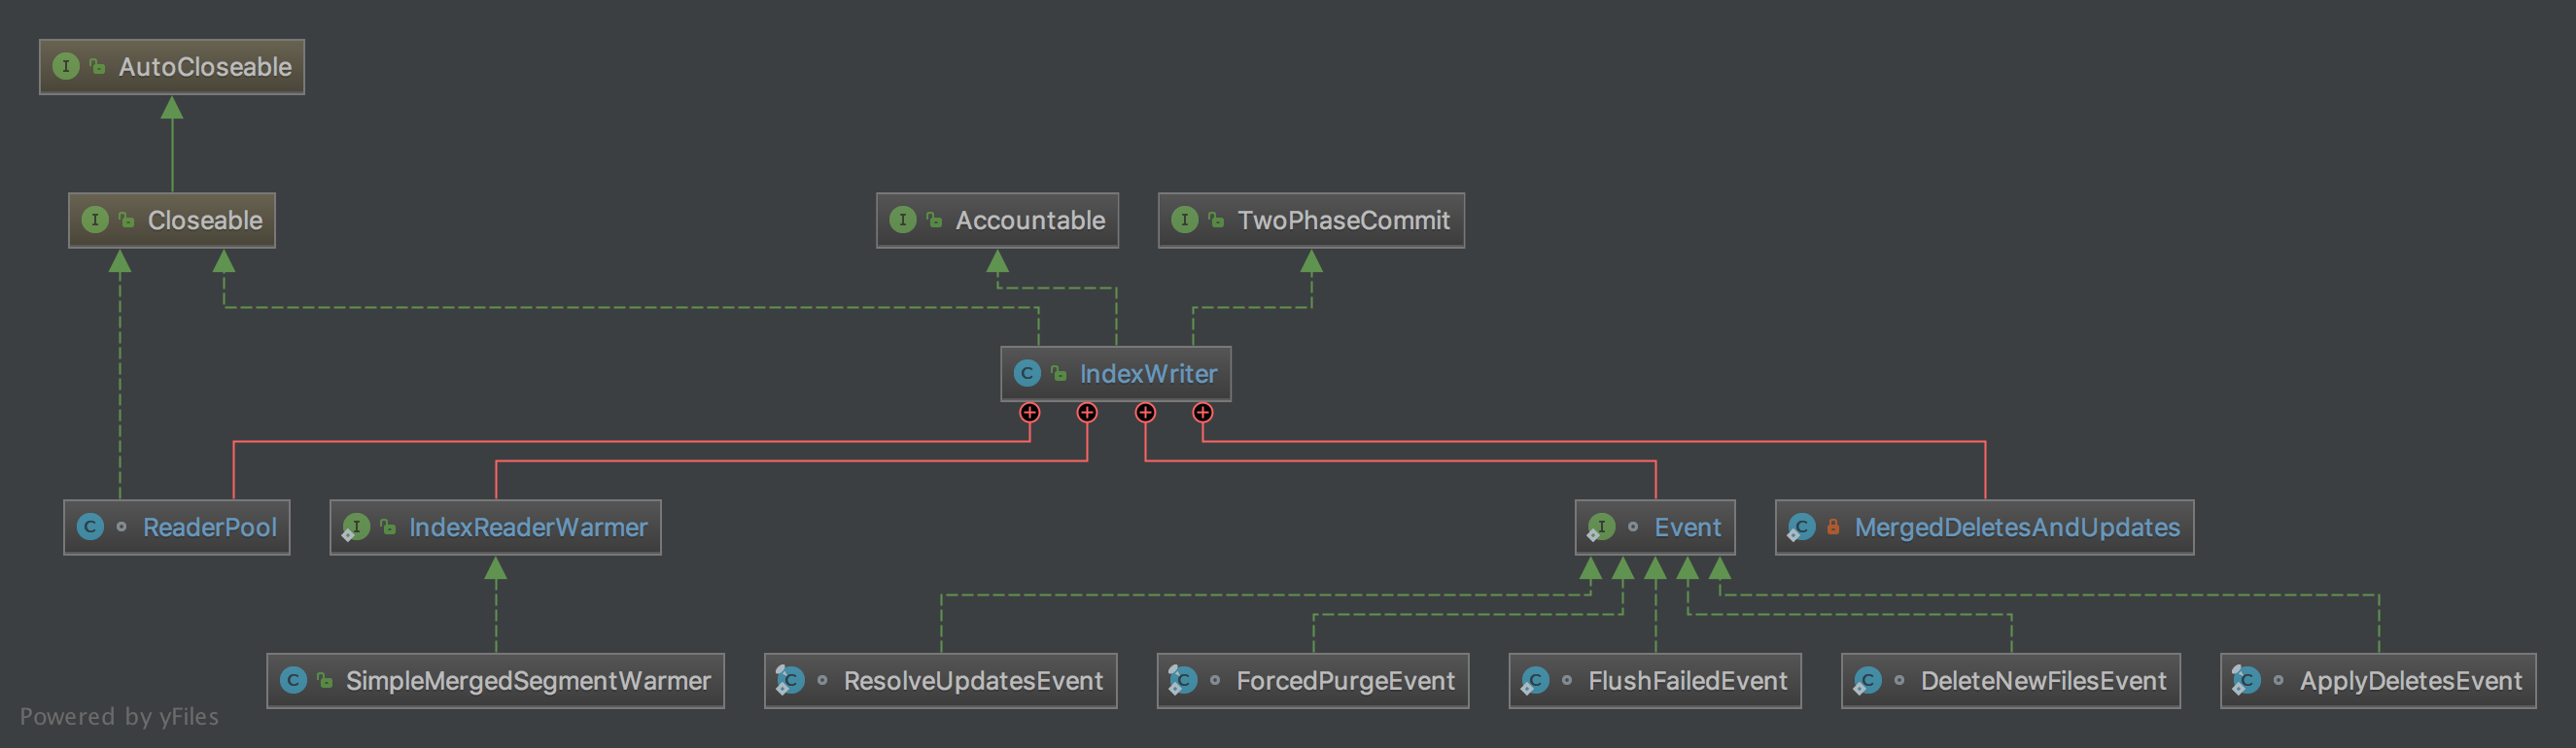 AutoCloseable
Closeable
Accountable
TwoPhaseCommit
IndexWriter
ReaderPool
IndexReaderWarmer
Event
MergedDeletesAndUpdates
SimpleMergedSegmentWarmer
ResolveUpdatesEvent
ForcedPurgeEvent
FlushFailedEvent
DeleteNewFilesEvent
ApplyDeletesEvent
Powered by yFiles